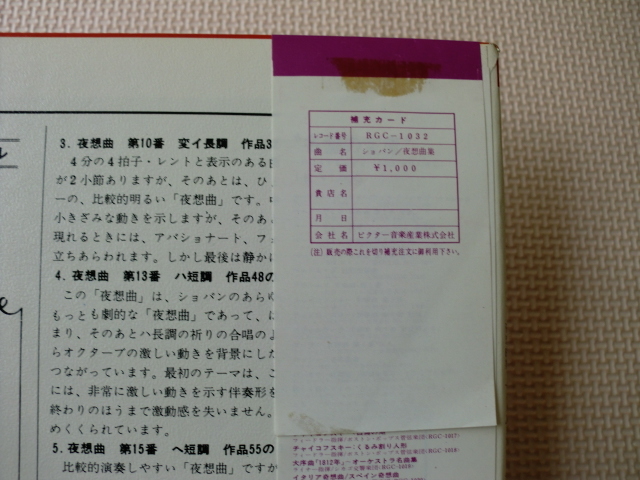 3. 夜想曲 第10番 変イ長調 作品3
4分の4拍子・レントと表示のある
が2小節ありますが、そのあとは、ひ
ーの、比較的明るい「夜想曲」です。
小きざみな動きを示しますが、そのあ
現れるときには、アパショナート、フ
立ちあらわれます。しかし最後は静かに
4. 夜想曲 第13番 ハ短調 作品48の
この「夜想曲」は、ショパンのあらゆ
もっとも劇的な「夜想曲」であって、
まり、そのあとハ長調の祈りの合唱の
らオクターブの激しい動きを背景にした
つながっています。最初のテーマは、こ
には、非常に激しい動きを示す伴奏形を
終わりのほうまで激動感を失いません。
めくくられています。
5. 夜想曲 第15番 ヘ短調 作品55の
比較的演奏しやすい「夜想曲」ですが
補充カード
レコード番号 RGC-1032
曲名 ショパン/夜想曲集
定価 ¥1,000
貴店名
月日
会社名 ビクター音楽産業株式会社
(注) 販売の際これを切り補充注文に御利用下さい。
チャイコフスキー:くるみ割り人形
大序曲「1812年」-オーケストラ名曲集
イタリア奇想曲/スペイン奇想曲